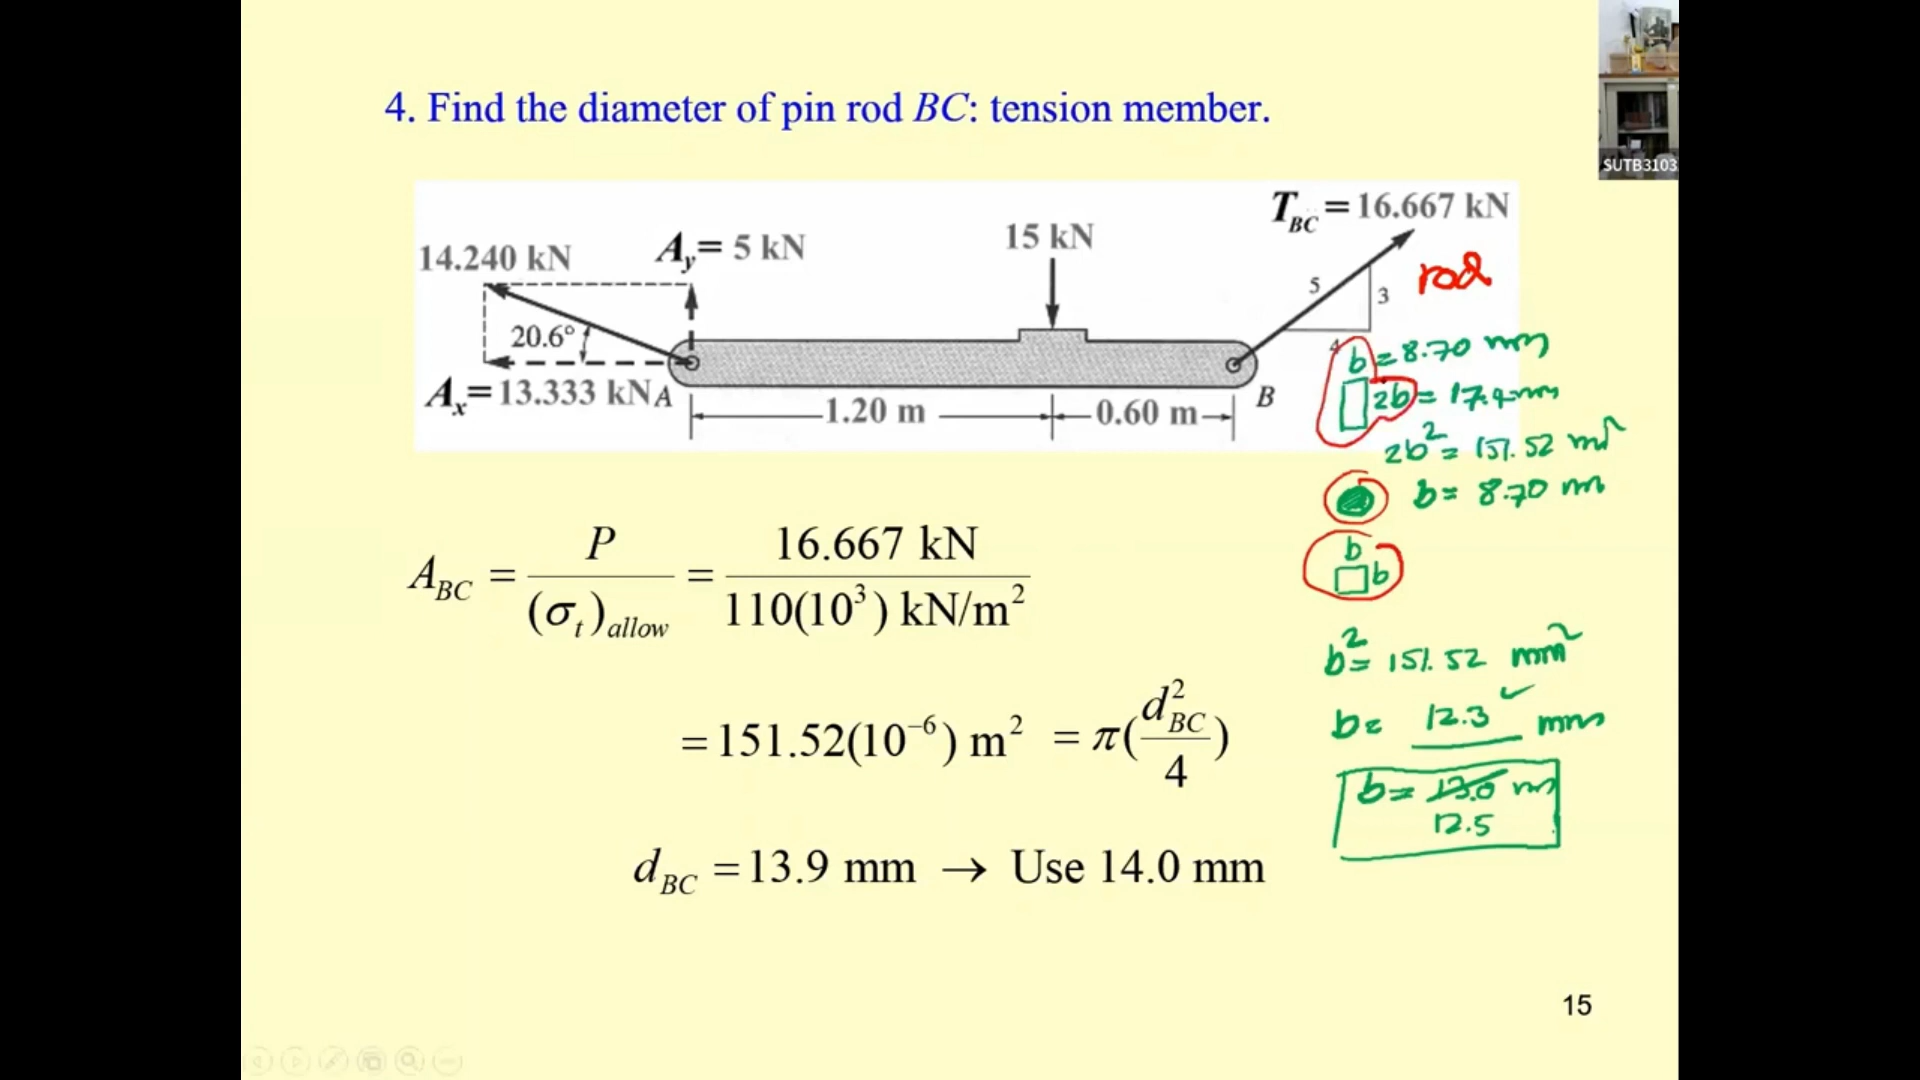 SUTB3103
4. Find the diameter of pin rod BC: tension member.
T_BC = 16.667 kN
14.240 kN
A_y = 5 kN
15 kN
rod
5
3
4
20.6°
A_x = 13.333 kN
A
B
1.20 m
0.60 m
b = 8.70 mm
2b = 17.4 mm
2b² = 151.52 m²
b = 8.70 m
b
b
A_BC = P / (σ_t)_allow = 16.667 kN / 110(10³) kN/m²
= 151.52(10⁻⁶) m² = π(d²_BC / 4)
d_BC = 13.9 mm → Use 14.0 mm
b² = 151.52 mm²
b = 12.3 mm
b = 13.0 m
12.5
15